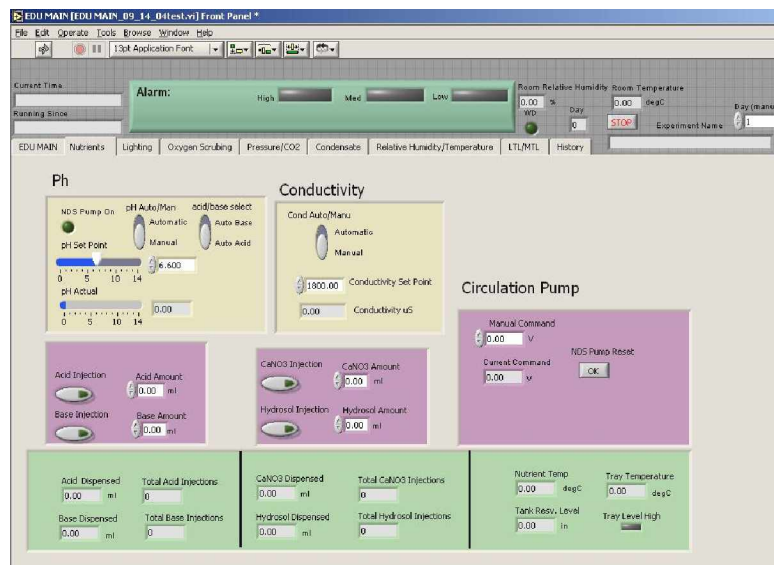 EDU MAIN [EDU MAIN_09_14_04test.vi] Front Panel *
File Edit Operate Tools Browse Window Help
13pt Application Font
Current Time
Running Since
Alarm:
High
Med
Low
Room Relative Humidity
0.00 %
WD
Day
0
Room Temperature
0.00 degC
STOP
Experiment Name
Day (manu
1
EDU MAIN Nutrients Lighting Oxygen Scrubing Pressure/CO2 Condensate Relative Humidity/Temperature LTL/MTL History
Ph
NDS Pump On
pH Auto/Man
Automatic
Manual
acid/base select
Auto Base
Auto Acid
pH Set Point
6.600
0 5 10 14
pH Actual
0.00
0 5 10 14
Conductivity
Cond Auto/Manu
Automatic
Manual
1800.00 Conductivity Set Point
0.00 Conductivity uS
Circulation Pump
Manual Command
0.00 V
Current Command
0.00 V
NDS Pump Reset
OK
Acid Injection
Acid Amount
0.00 ml
Base Injection
Base Amount
0.00 ml
CaNO3 Injection
CaNO3 Amount
0.00 ml
Hydrosol Injection
Hydrosol Amount
0.00 ml
Acid Dispensed
0.00 ml
Total Acid Injections
0
Base Dispensed
0.00 ml
Total Base Injections
0
CaNO3 Dispensed
0.00 ml
Total CaNO3 Injections
0
Hydrosol Dispensed
0.00 ml
Total Hydrosol Injections
0
Nutrient Temp
0.00 degC
Tray Temperature
0.00 degC
Tank Resv. Level
0.00 in
Tray Level High